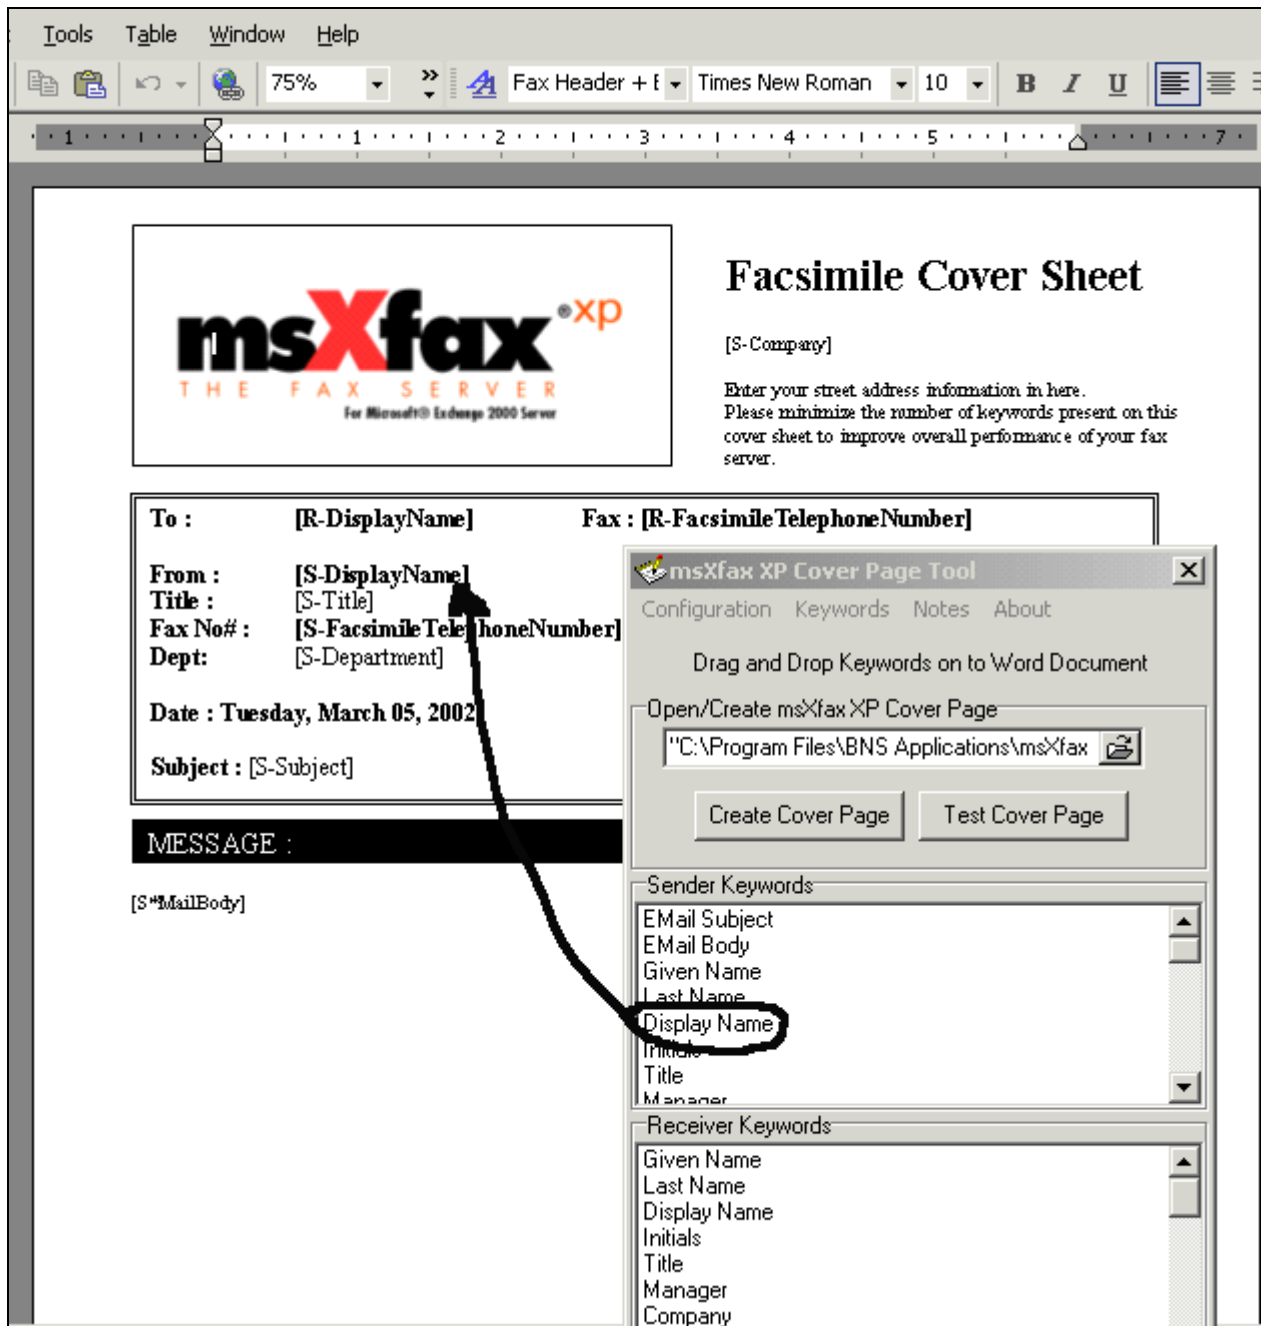 Tools Table Window Help
75% Fax Header + Times New Roman 10 B I U
1 1 2 3 4 5 7
msXfax® xp
THE FAX SERVER
For Microsoft® Exchange 2000 Server
Facsimile Cover Sheet
[S-Company]
Enter your street address information in here.
Please minimize the number of keywords present on this
cover sheet to improve overall performance of your fax
server.
To : [R-DisplayName] Fax : [R-FacsimileTelephoneNumber]
From : [S-DisplayName]
Title : [S-Title]
Fax No# : [S-FacsimileTelephoneNumber]
Dept: [S-Department]
Date : Tuesday, March 05, 2002
Subject : [S-Subject]
MESSAGE :
[S*MailBody]
msXfax XP Cover Page Tool
Configuration Keywords Notes About
Drag and Drop Keywords on to Word Document
Open/Create msXfax XP Cover Page
"C:\Program Files\BNS Applications\msXfax
Create Cover Page Test Cover Page
Sender Keywords
EMail Subject
EMail Body
Given Name
Last Name
Display Name
Initials
Title
Manager
Receiver Keywords
Given Name
Last Name
Display Name
Initials
Title
Manager
Company